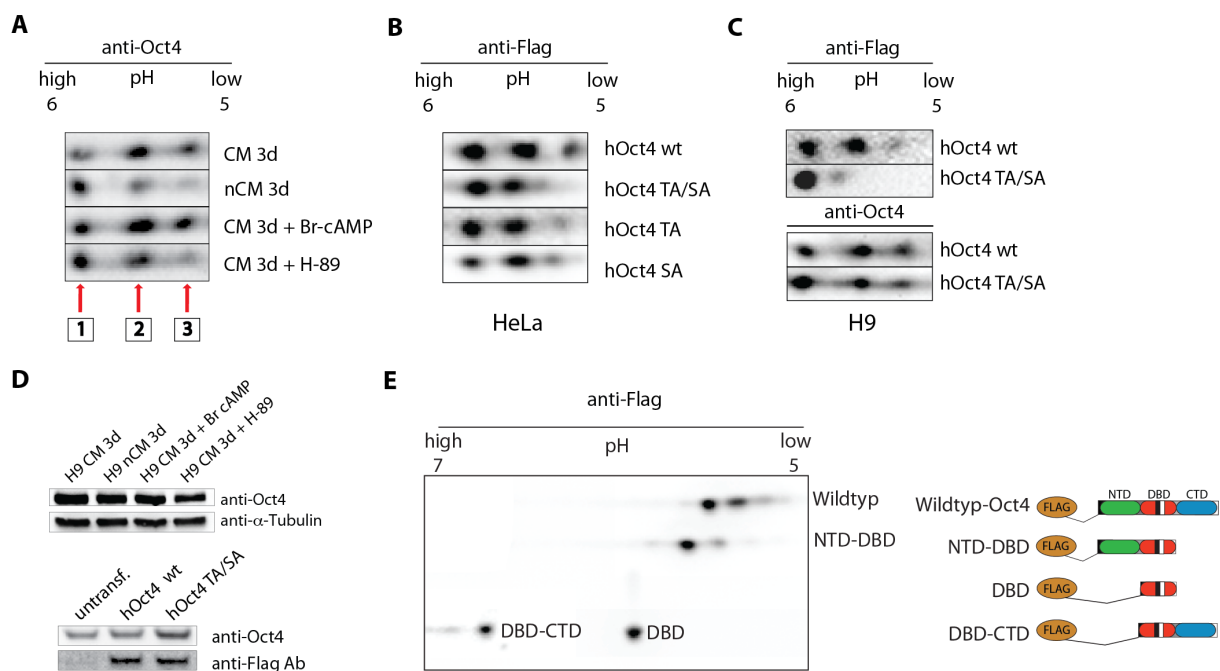 A
anti-Oct4
high pH low
6 5
CM 3d
nCM 3d
CM 3d + Br-cAMP
CM 3d + H-89
1 2 3
B
anti-Flag
high pH low
6 5
hOct4 wt
hOct4 TA/SA
hOct4 TA
hOct4 SA
HeLa
C
anti-Flag
high pH low
6 5
hOct4 wt
hOct4 TA/SA
anti-Oct4
hOct4 wt
hOct4 TA/SA
H9
D
H9 CM 3d
H9 nCM 3d
H9 CM 3d + Br cAMP
H9 CM 3d + H-89
anti-Oct4
anti-α-Tubulin
untransf.
hOct4 wt
hOct4 TA/SA
anti-Oct4
anti-Flag Ab
E
anti-Flag
high pH low
7 5
Wildtyp
NTD-DBD
DBD-CTD
DBD
NTD DBD CTD
Wildtyp-Oct4 FLAG
NTD-DBD FLAG
DBD FLAG
DBD-CTD FLAG